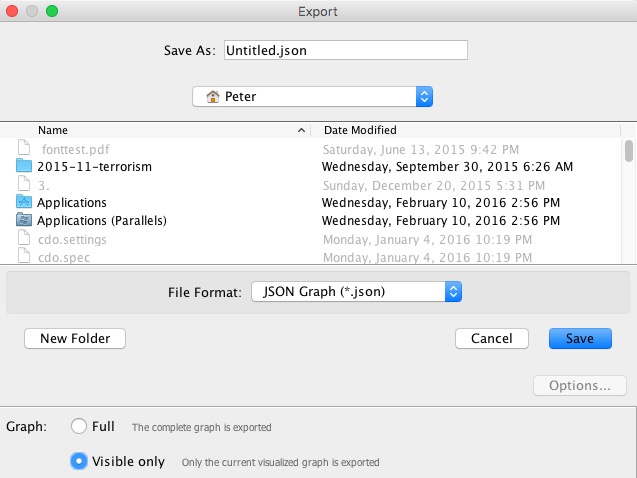 Export
Save As: Untitled.json
Peter
Name Date Modified
fonttest.pdf Saturday, June 13, 2015 9:42 PM
2015-11-terrorism Wednesday, September 30, 2015 6:26 AM
3. Sunday, December 20, 2015 5:31 PM
Applications Wednesday, February 10, 2016 2:56 PM
Applications (Parallels) Wednesday, February 10, 2016 2:56 PM
cdo.settings Monday, January 4, 2016 10:19 PM
cdo.spec Monday, January 4, 2016 10:19 PM
File Format: JSON Graph (*.json)
New Folder Cancel Save
Options...
Graph: Full The complete graph is exported
Visible only Only the current visualized graph is exported